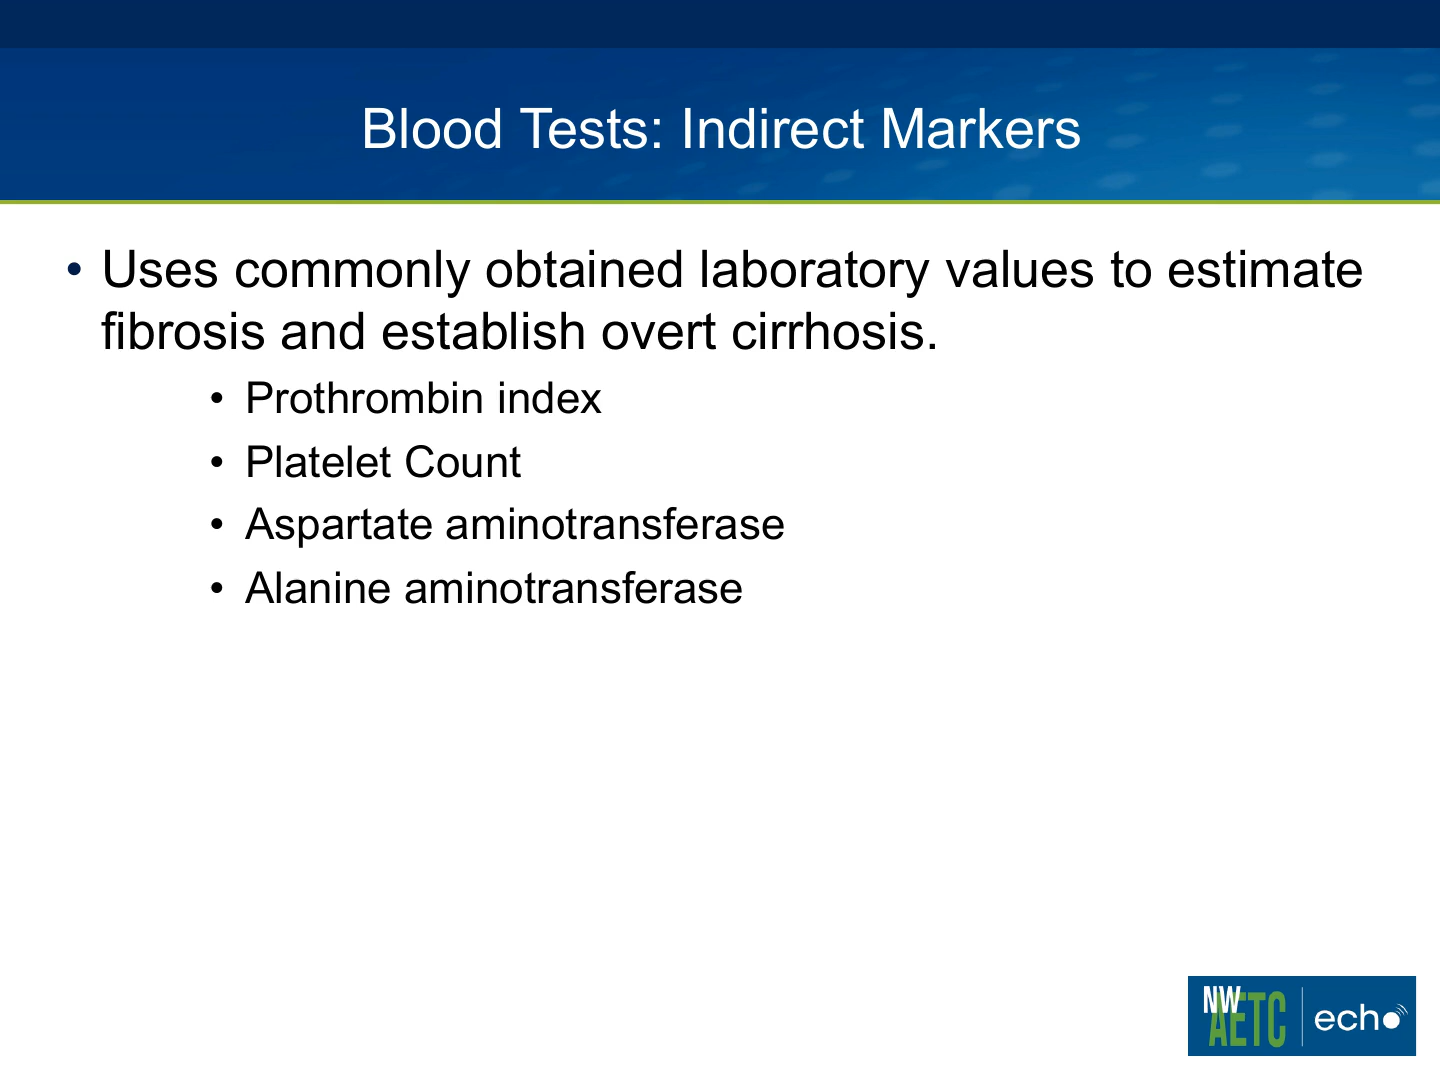 Blood Tests: Indirect Markers
• Uses commonly obtained laboratory values to estimate
fibrosis and establish overt cirrhosis.
• Prothrombin index
• Platelet Count
• Aspartate aminotransferase
• Alanine aminotransferase
NW
AETC
echo